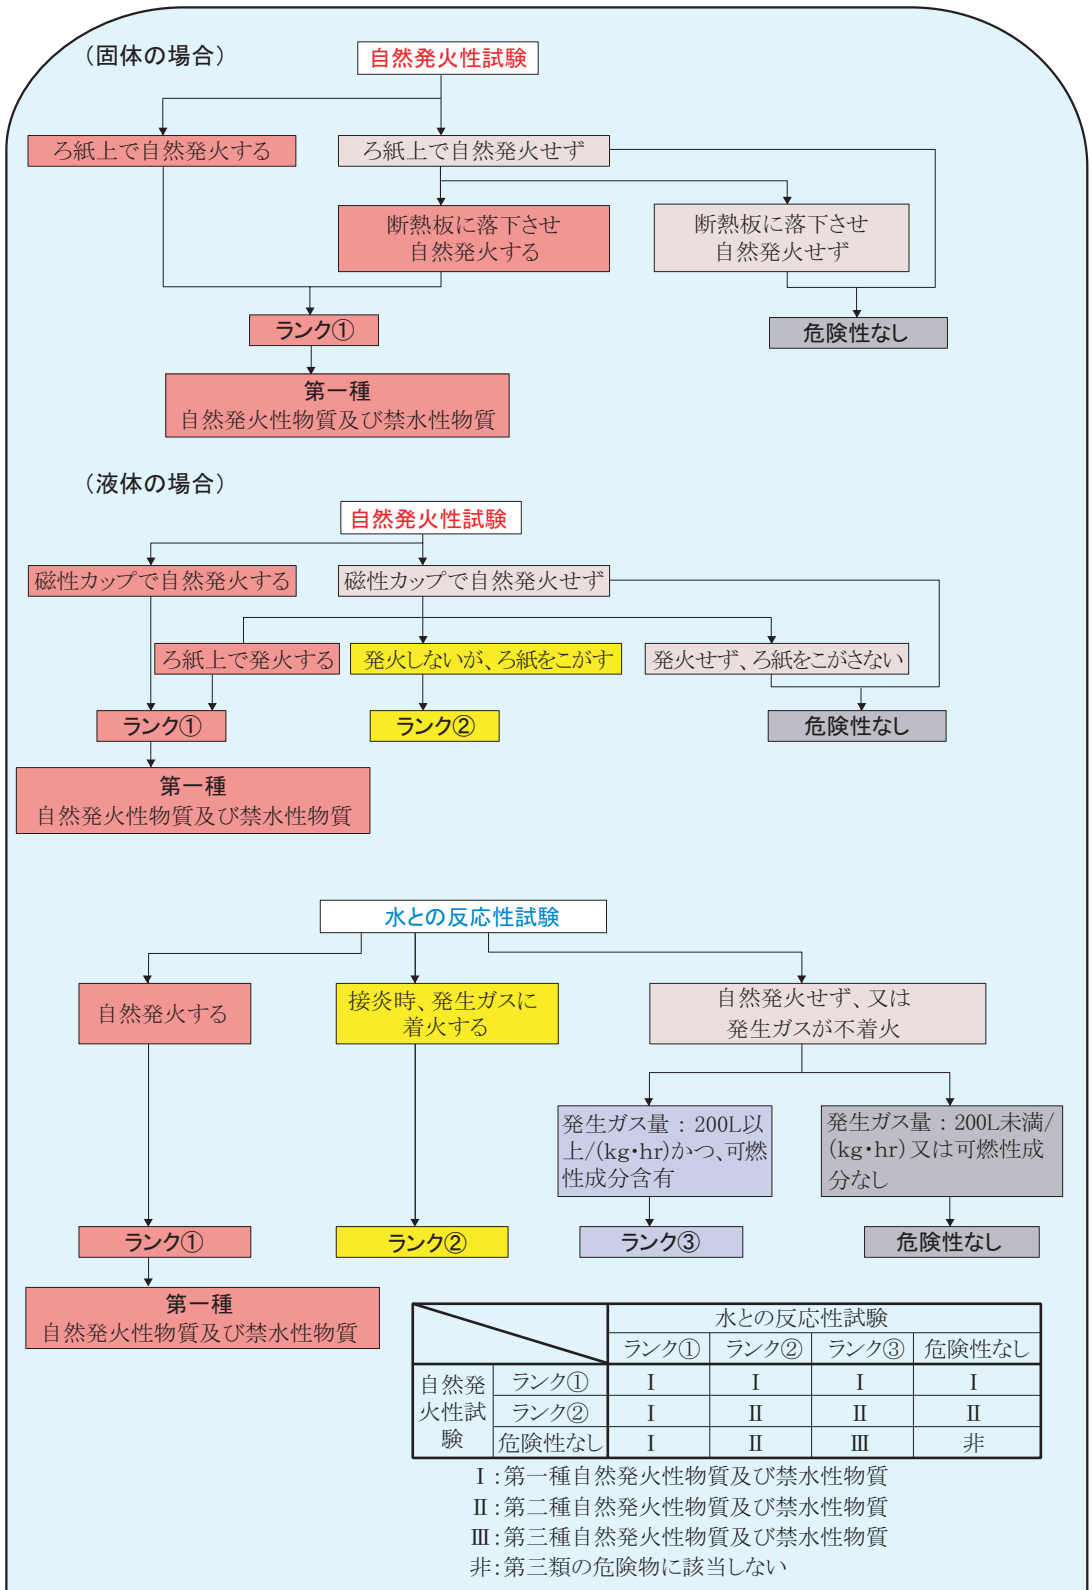 （固体の場合）
自然発火性試験
ろ紙上で自然発火する
ろ紙上で自然発火せず
断熱板に落下させ
自然発火する
断熱板に落下させ
自然発火せず
ランク①
危険性なし
第一種
自然発火性物質及び禁水性物質
（液体の場合）
自然発火性試験
磁性カップで自然発火する
磁性カップで自然発火せず
ろ紙上で発火する
発火しないが、ろ紙をこがす
発火せず、ろ紙をこがさない
ランク①
ランク②
危険性なし
第一種
自然発火性物質及び禁水性物質
水との反応性試験
自然発火する
接炎時、発生ガスに
着火する
自然発火せず、又は
発生ガスが不着火
発生ガス量：200L以
上/(kg・hr)かつ、可燃
性成分含有
発生ガス量：200L未満/
(kg・hr)又は可燃性成
分なし
ランク①
ランク②
ランク③
危険性なし
第一種
自然発火性物質及び禁水性物質
水との反応性試験
ランク① ランク② ランク③ 危険性なし
自然発
火性試
験
ランク① Ⅰ Ⅰ Ⅰ Ⅰ
ランク② Ⅰ Ⅱ Ⅱ Ⅱ
危険性なし Ⅰ Ⅱ Ⅲ 非
Ⅰ：第一種自然発火性物質及び禁水性物質
Ⅱ：第二種自然発火性物質及び禁水性物質
Ⅲ：第三種自然発火性物質及び禁水性物質
非：第三類の危険物に該当しない